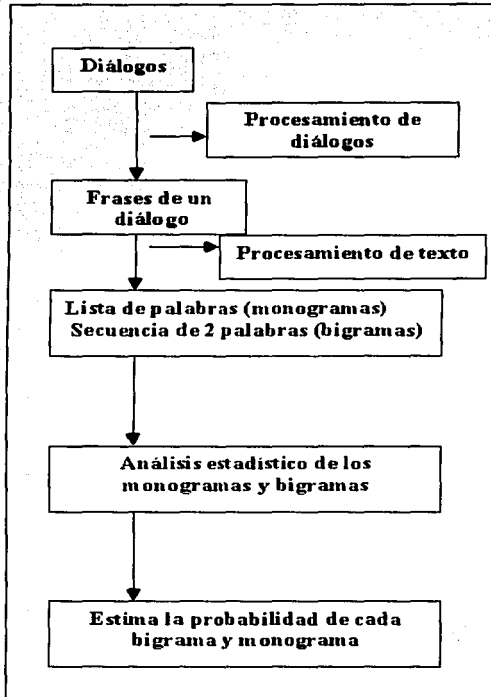 Diálogos
Procesamiento de
diálogos
Frases de un
diálogo
Procesamiento de texto
Lista de palabras (monogramas)
Secuencia de 2 palabras (bigramas)
Análisis estadístico de los
monogramas y bigramas
Estima la probabilidad de cada
bigrama y monograma